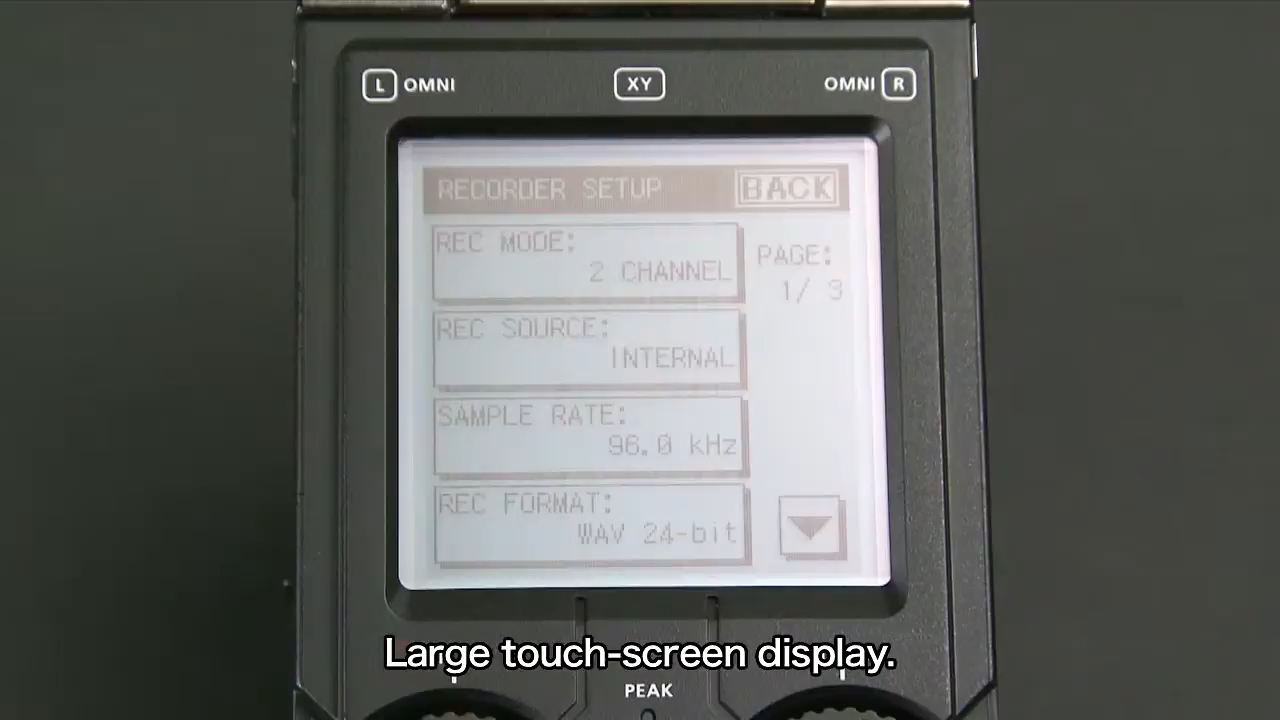 L OMNI XY OMNI R
RECORDER SETUP BACK
REC MODE:
2 CHANNEL
PAGE:
1/ 3
REC SOURCE:
INTERNAL
SAMPLE RATE:
96.0 kHz
REC FORMAT:
WAV 24-bit
Large touch-screen display.
PEAK